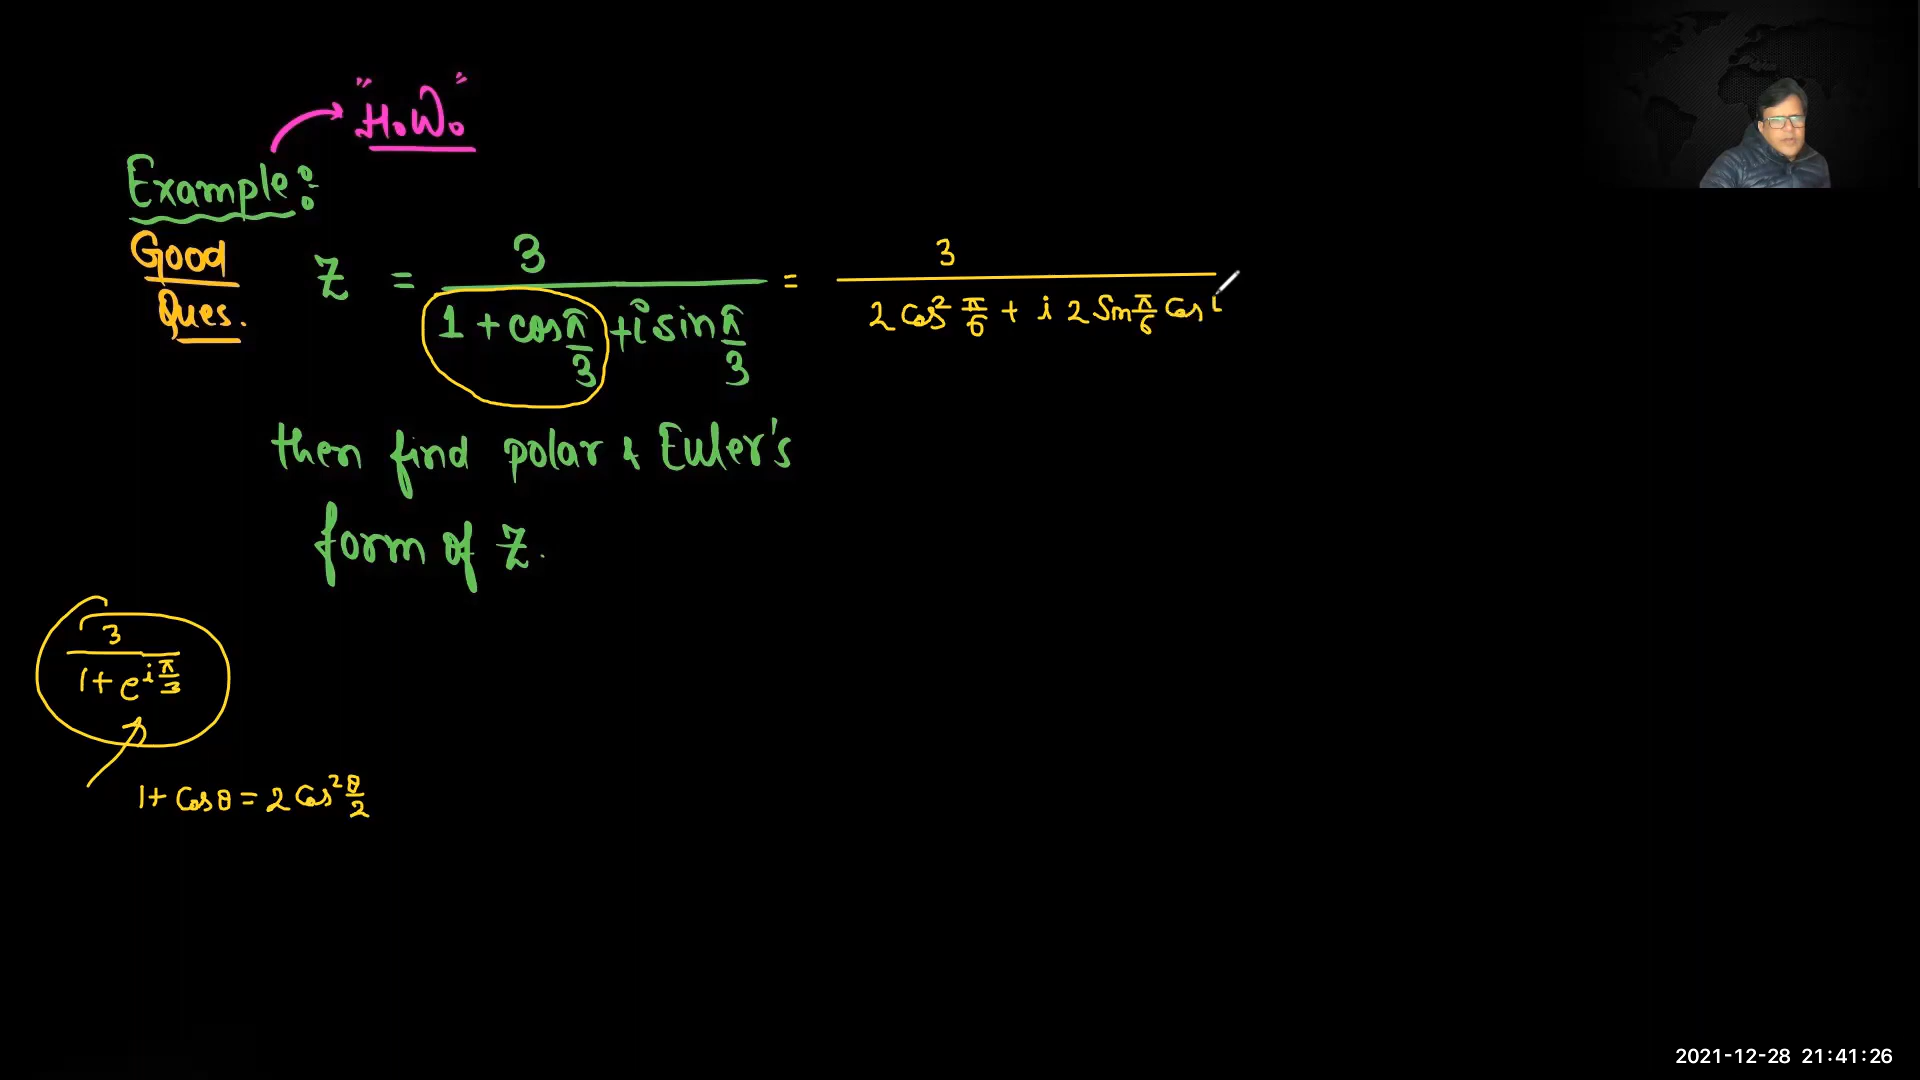 "H.W."
Example:
Good
Ques.
z = 3 / (1 + cos π/3 + i sin π/3) = 3 / (2 Cos² π/6 + i 2 Sin π/6 Cos
then find polar & Euler's
form of z.
3 / (1 + e^(i π/3))
1 + Cos θ = 2 Cos² θ/2
2021-12-28 21:41:26